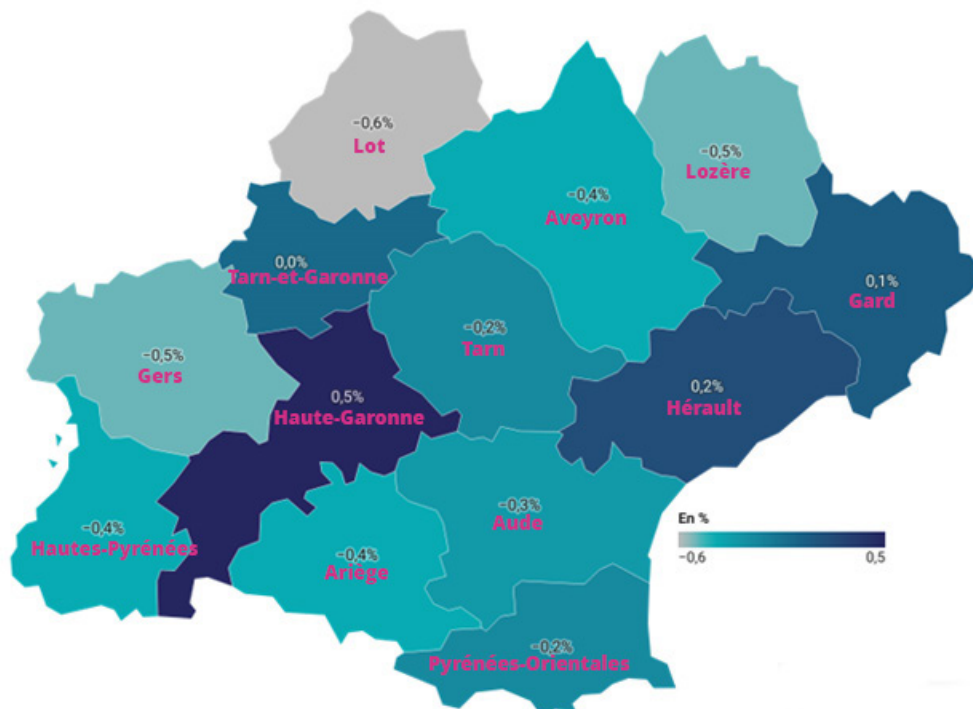 −0,6%
Lot
−0,5%
Lozère
−0,4%
Aveyron
0,0%
Tarn-et-Garonne
0,1%
Gard
−0,2%
Tarn
−0,5%
Gers
0,5%
Haute-Garonne
0,2%
Hérault
−0,3%
Aude
−0,4%
Hautes-Pyrénées
−0,4%
Ariège
−0,2%
Pyrénées-Orientales
En %
−0,6 0,5